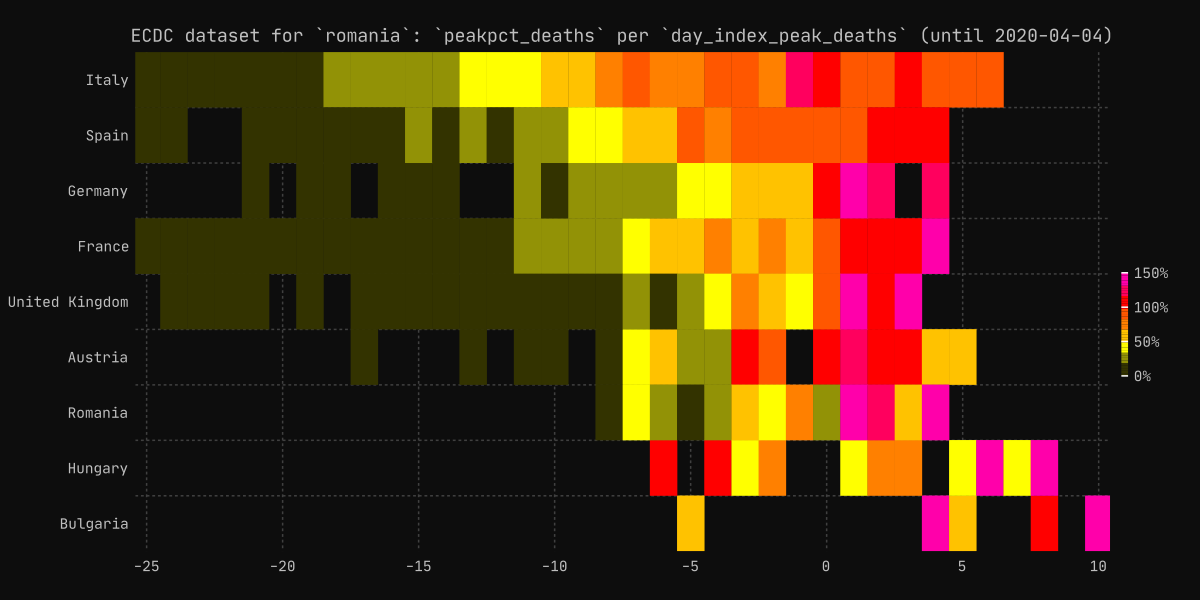 ECDC dataset for `romania`: `peakpct_deaths` per `day_index_peak_deaths` (until 2020-04-04)
Italy
Spain
Germany
France
United Kingdom
Austria
Romania
Hungary
Bulgaria
150%
100%
50%
0%
-25 -20 -15 -10 -5 0 5 10